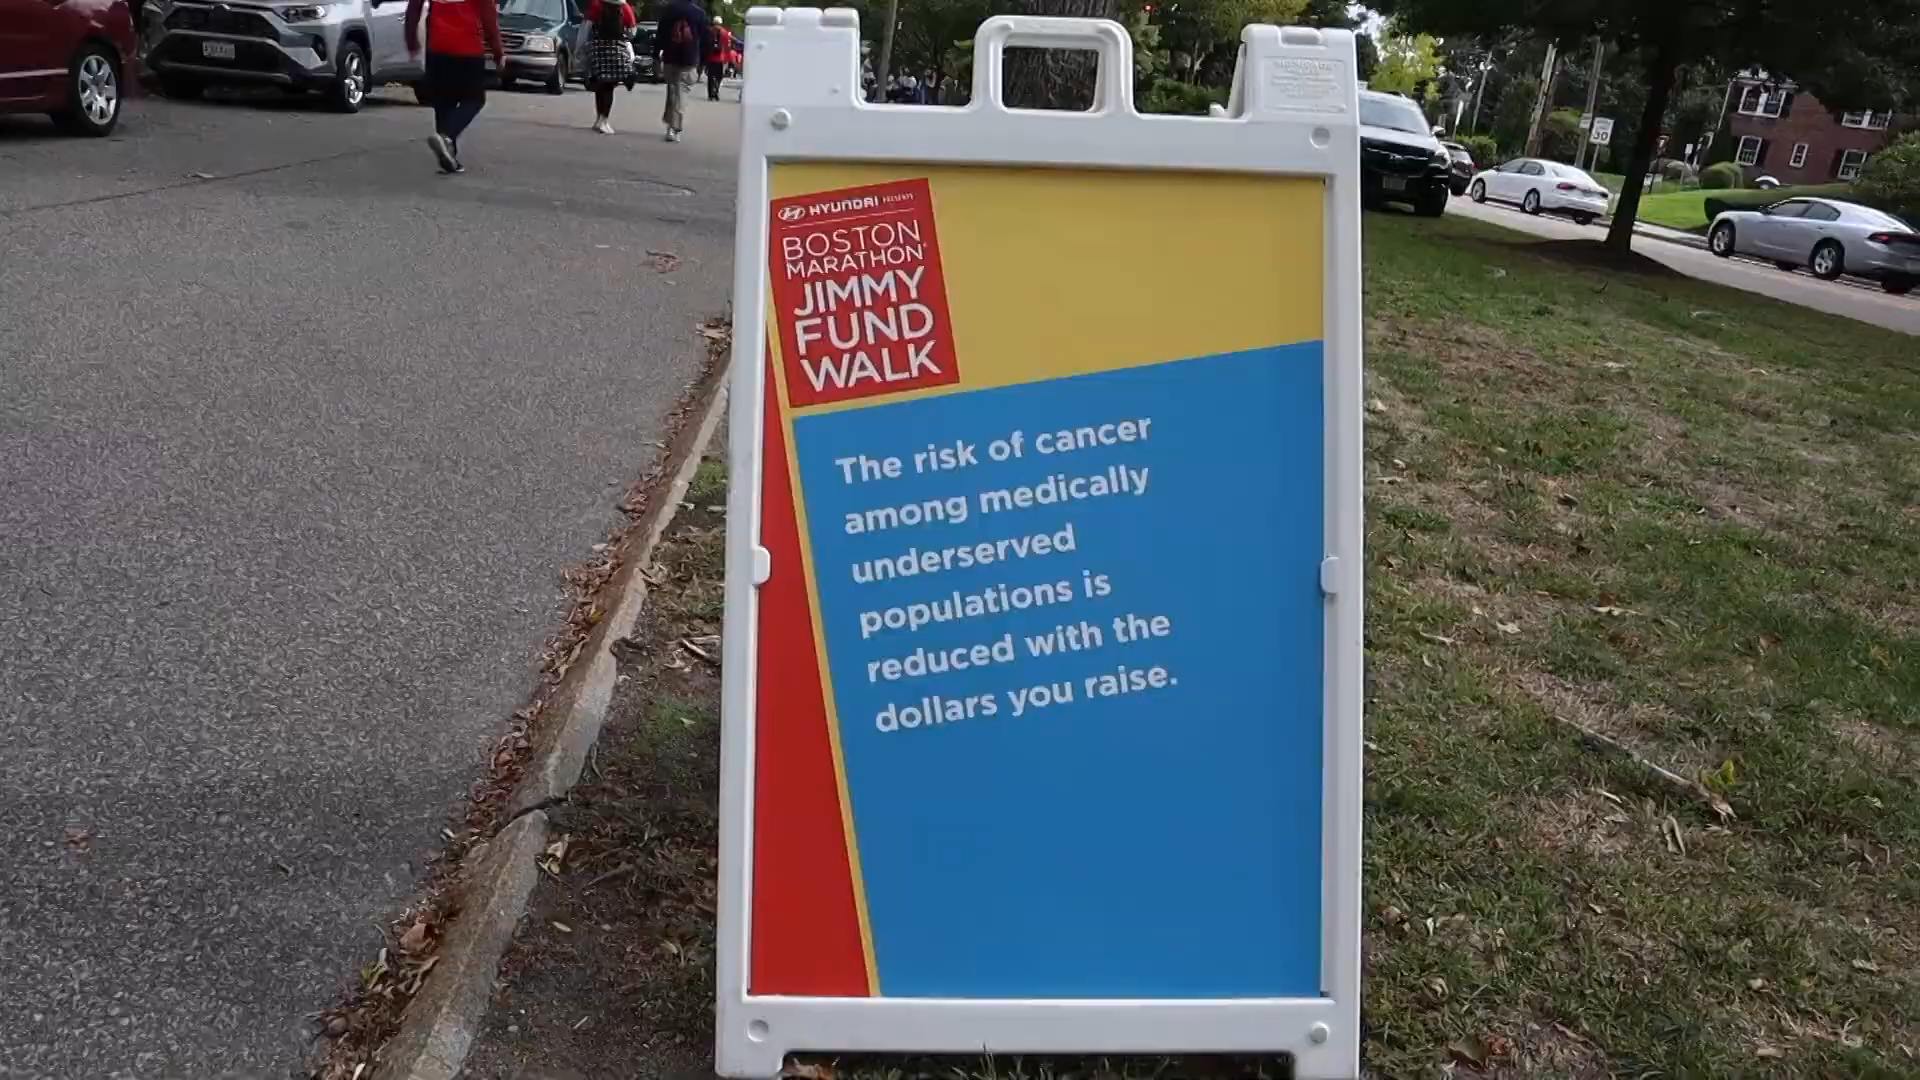 HYUNDAI PRESENTS
BOSTON
MARATHON®
JIMMY
FUND
WALK
The risk of cancer
among medically
underserved
populations is
reduced with the
dollars you raise.
30